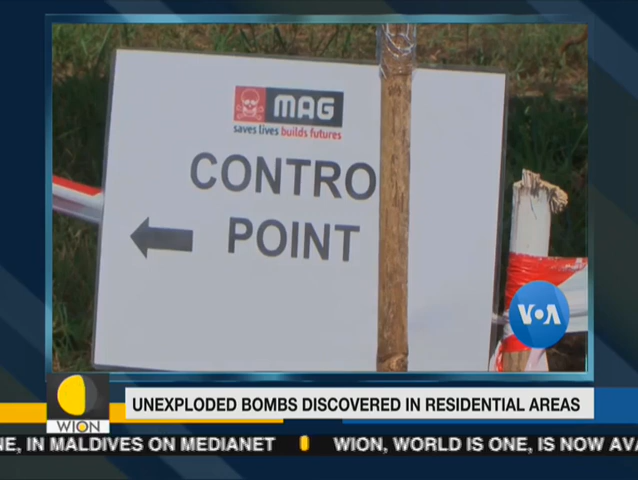 MAG
saves lives builds futures
CONTRO
POINT
VOA
UNEXPLODED BOMBS DISCOVERED IN RESIDENTIAL AREAS
WION
NE, IN MALDIVES ON MEDIANET WION, WORLD IS ONE, IS NOW AVA